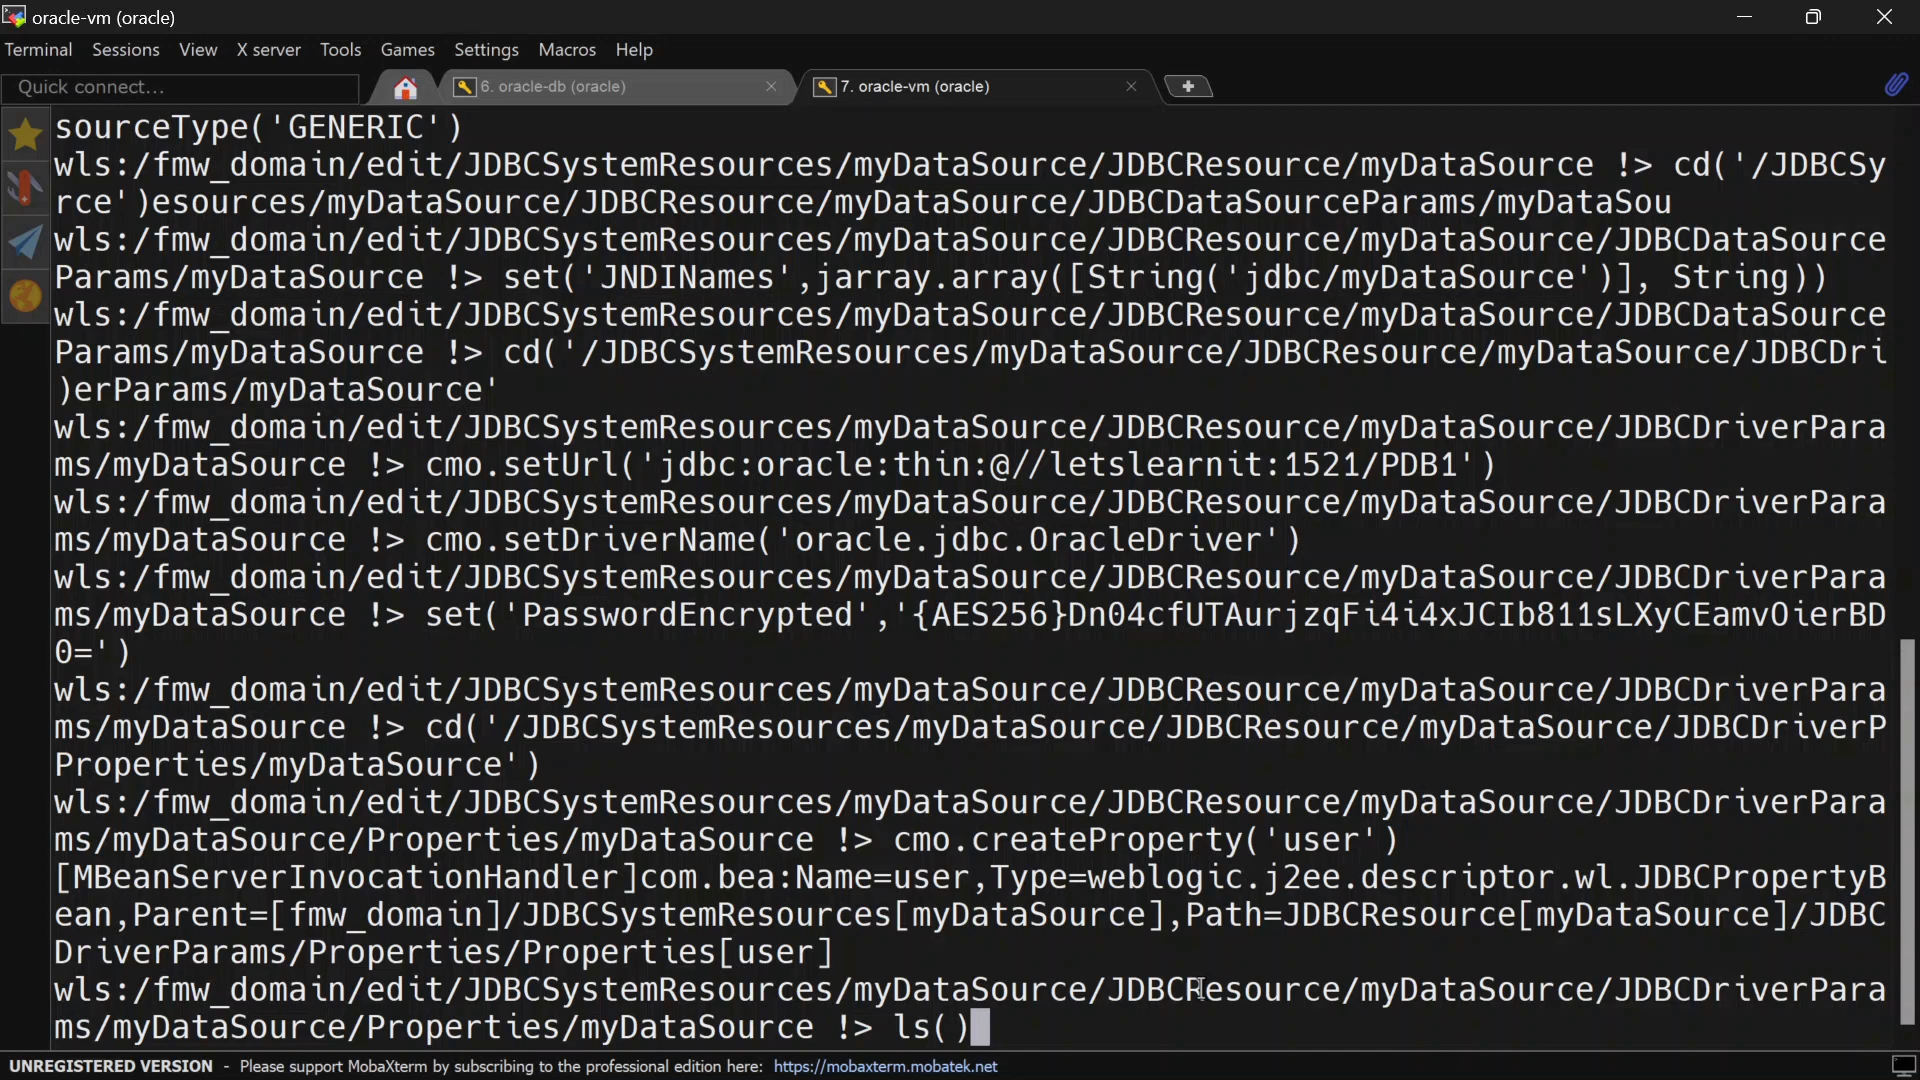 oracle-vm (oracle)
Terminal Sessions View X server Tools Games Settings Macros Help
Quick connect... 6. oracle-db (oracle) 7. oracle-vm (oracle)
sourceType('GENERIC')
wls:/fmw_domain/edit/JDBCSystemResources/myDataSource/JDBCResource/myDataSource !> cd('/JDBCSy
rce')esources/myDataSource/JDBCResource/myDataSource/JDBCDataSourceParams/myDataSou
wls:/fmw_domain/edit/JDBCSystemResources/myDataSource/JDBCResource/myDataSource/JDBCDataSource
Params/myDataSource !> set('JNDINames',jarray.array([String('jdbc/myDataSource')], String))
wls:/fmw_domain/edit/JDBCSystemResources/myDataSource/JDBCResource/myDataSource/JDBCDataSource
Params/myDataSource !> cd('/JDBCSystemResources/myDataSource/JDBCResource/myDataSource/JDBCDri
)erParams/myDataSource'
wls:/fmw_domain/edit/JDBCSystemResources/myDataSource/JDBCResource/myDataSource/JDBCDriverPara
ms/myDataSource !> cmo.setUrl('jdbc:oracle:thin:@//letslearnit:1521/PDB1')
wls:/fmw_domain/edit/JDBCSystemResources/myDataSource/JDBCResource/myDataSource/JDBCDriverPara
ms/myDataSource !> cmo.setDriverName('oracle.jdbc.OracleDriver')
wls:/fmw_domain/edit/JDBCSystemResources/myDataSource/JDBCResource/myDataSource/JDBCDriverPara
ms/myDataSource !> set('PasswordEncrypted','{AES256}Dn04cfUTAurjzqFi4i4xJCIb811sLXyCEamvOierBD
0=')
wls:/fmw_domain/edit/JDBCSystemResources/myDataSource/JDBCResource/myDataSource/JDBCDriverPara
ms/myDataSource !> cd('/JDBCSystemResources/myDataSource/JDBCResource/myDataSource/JDBCDriverP
Properties/myDataSource')
wls:/fmw_domain/edit/JDBCSystemResources/myDataSource/JDBCResource/myDataSource/JDBCDriverPara
ms/myDataSource/Properties/myDataSource !> cmo.createProperty('user')
[MBeanServerInvocationHandler]com.bea:Name=user,Type=weblogic.j2ee.descriptor.wl.JDBCPropertyB
ean,Parent=[fmw_domain]/JDBCSystemResources[myDataSource],Path=JDBCResource[myDataSource]/JDBC
DriverParams/Properties/Properties[user]
wls:/fmw_domain/edit/JDBCSystemResources/myDataSource/JDBCResource/myDataSource/JDBCDriverPara
ms/myDataSource/Properties/myDataSource !> ls()
UNREGISTERED VERSION - Please support MobaXterm by subscribing to the professional edition here: https://mobaxterm.mobatek.net